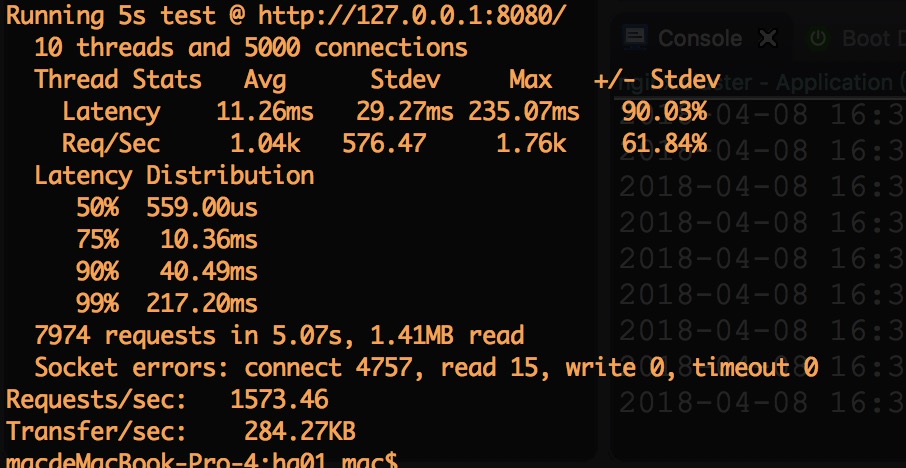 Running 5s test @ http://127.0.0.1:8080/
10 threads and 5000 connections
Thread Stats Avg Stdev Max +/- Stdev
Latency 11.26ms 29.27ms 235.07ms 90.03%
Req/Sec 1.04k 576.47 1.76k 61.84%
Latency Distribution
50% 559.00us
75% 10.36ms
90% 40.49ms
99% 217.20ms
7974 requests in 5.07s, 1.41MB read
Socket errors: connect 4757, read 15, write 0, timeout 0
Requests/sec: 1573.46
Transfer/sec: 284.27KB
macdeMacBook-Pro-4:hg01 mac$
Console Boot D
- Application (
2018-04-08 16:3
2018-04-08 16:3
2018-04-08 16:3
2018-04-08 16:3
2018-04-08 16:3
2018-04-08 16:3
2018-04-08 16:3
2018-04-08 16:3
2018-04-08 16:3